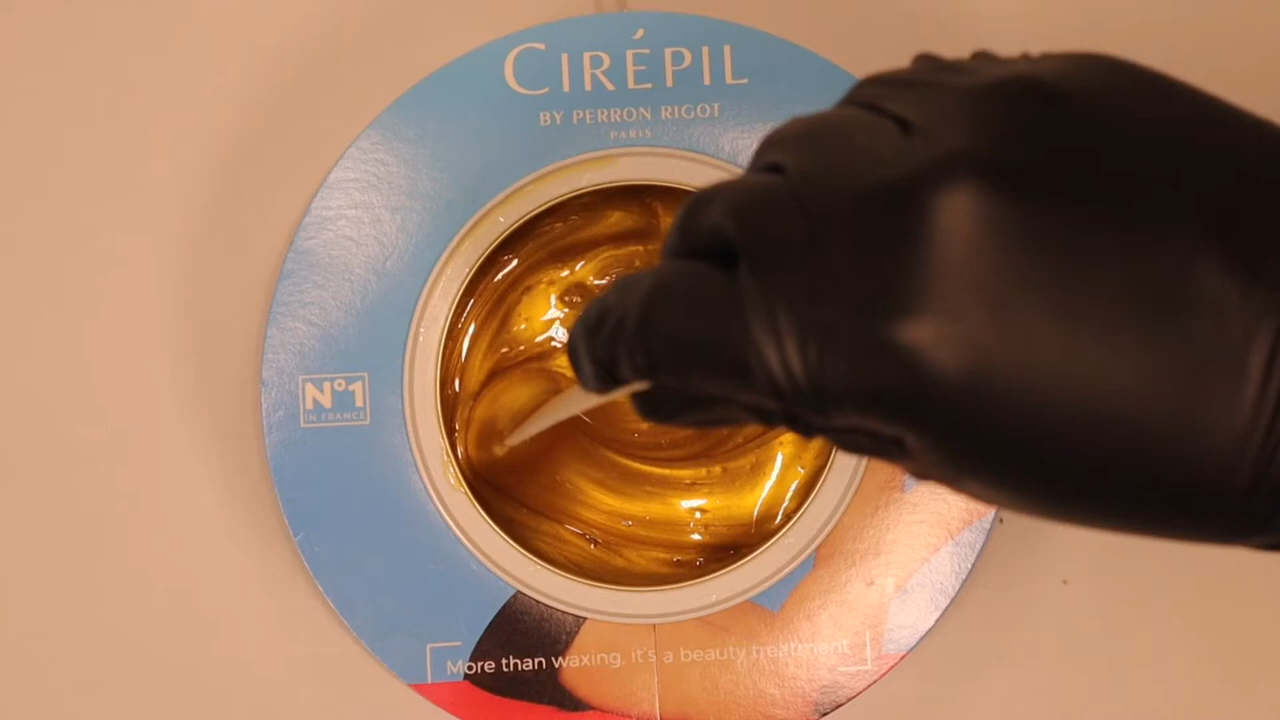 CIRÉPIL
BY PERRON RIGOT
PARIS
N°1
IN FRANCE
More than waxing, it's a beauty treatment